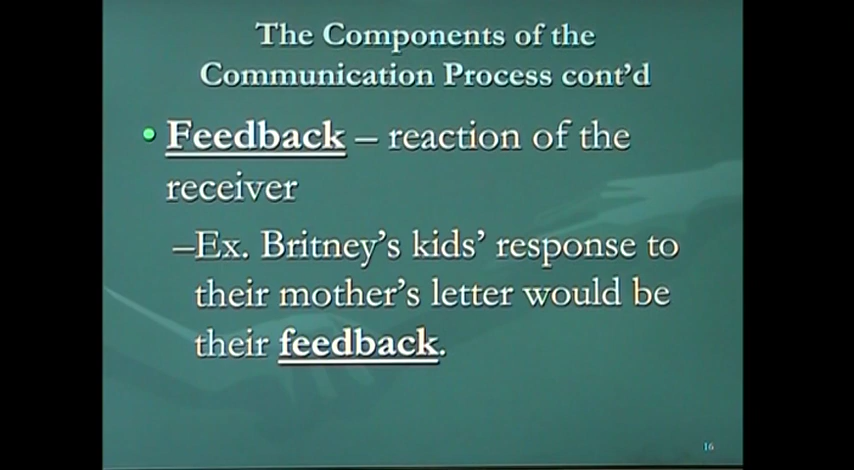 The Components of the
Communication Process cont’d
• Feedback – reaction of the
receiver
–Ex. Britney’s kids’ response to
their mother’s letter would be
their feedback.
16